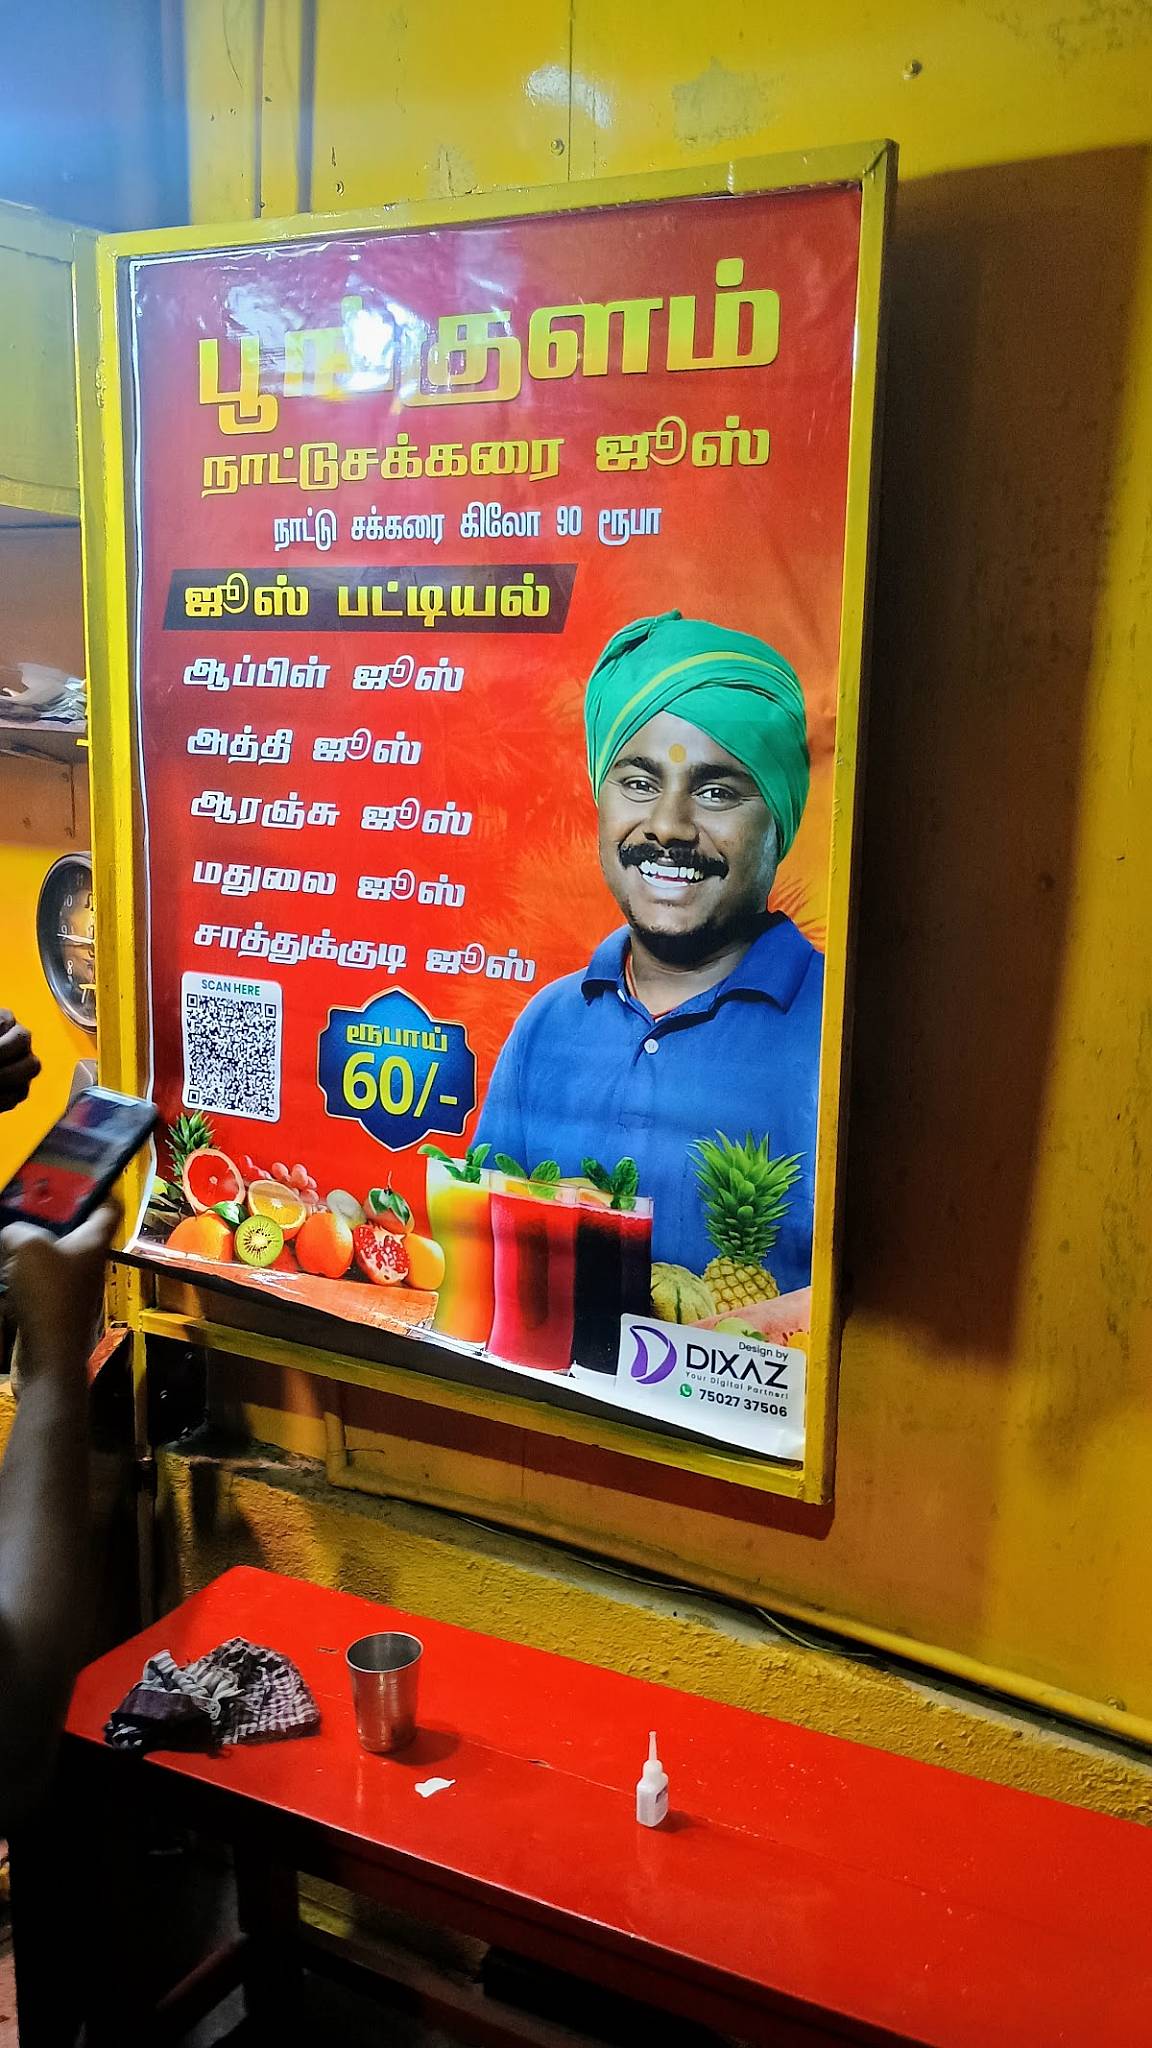 பூங்குளம்
நாட்டுசக்கரை ஜூஸ்
நாட்டு சக்கரை கிலோ 90 ரூபா
ஜூஸ் பட்டியல்
ஆப்பிள் ஜூஸ்
அத்தி ஜூஸ்
ஆரஞ்சு ஜூஸ்
மதுலை ஜூஸ்
சாத்துக்குடி ஜூஸ்
SCAN HERE
ரூபாய்
60/-
Design by
DIXAZ
Your Digital Partner!
75027 37506